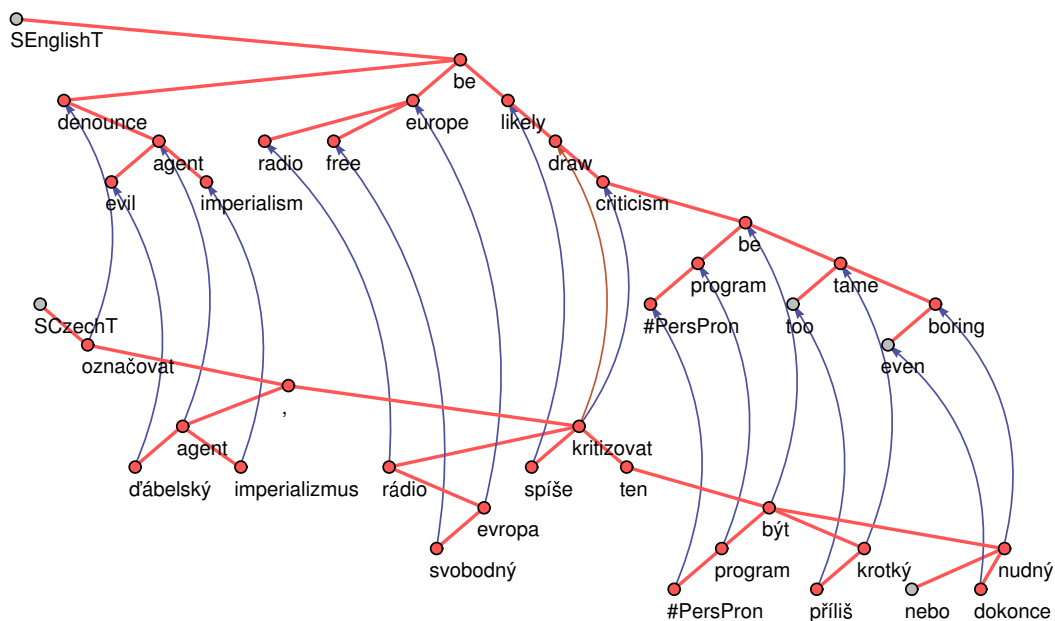 SEnglishT
be
denounce
europe
likely
agent
radio
free
draw
evil
imperialism
criticism
be
program
tame
#PersPron
too
boring
even
SCzechT
označovat
,
agent
kritizovat
ďábelský
imperializmus
rádio
spíše
ten
evropa
být
svobodný
program
krotký
nudný
#PersPron
příliš
nebo
dokonce